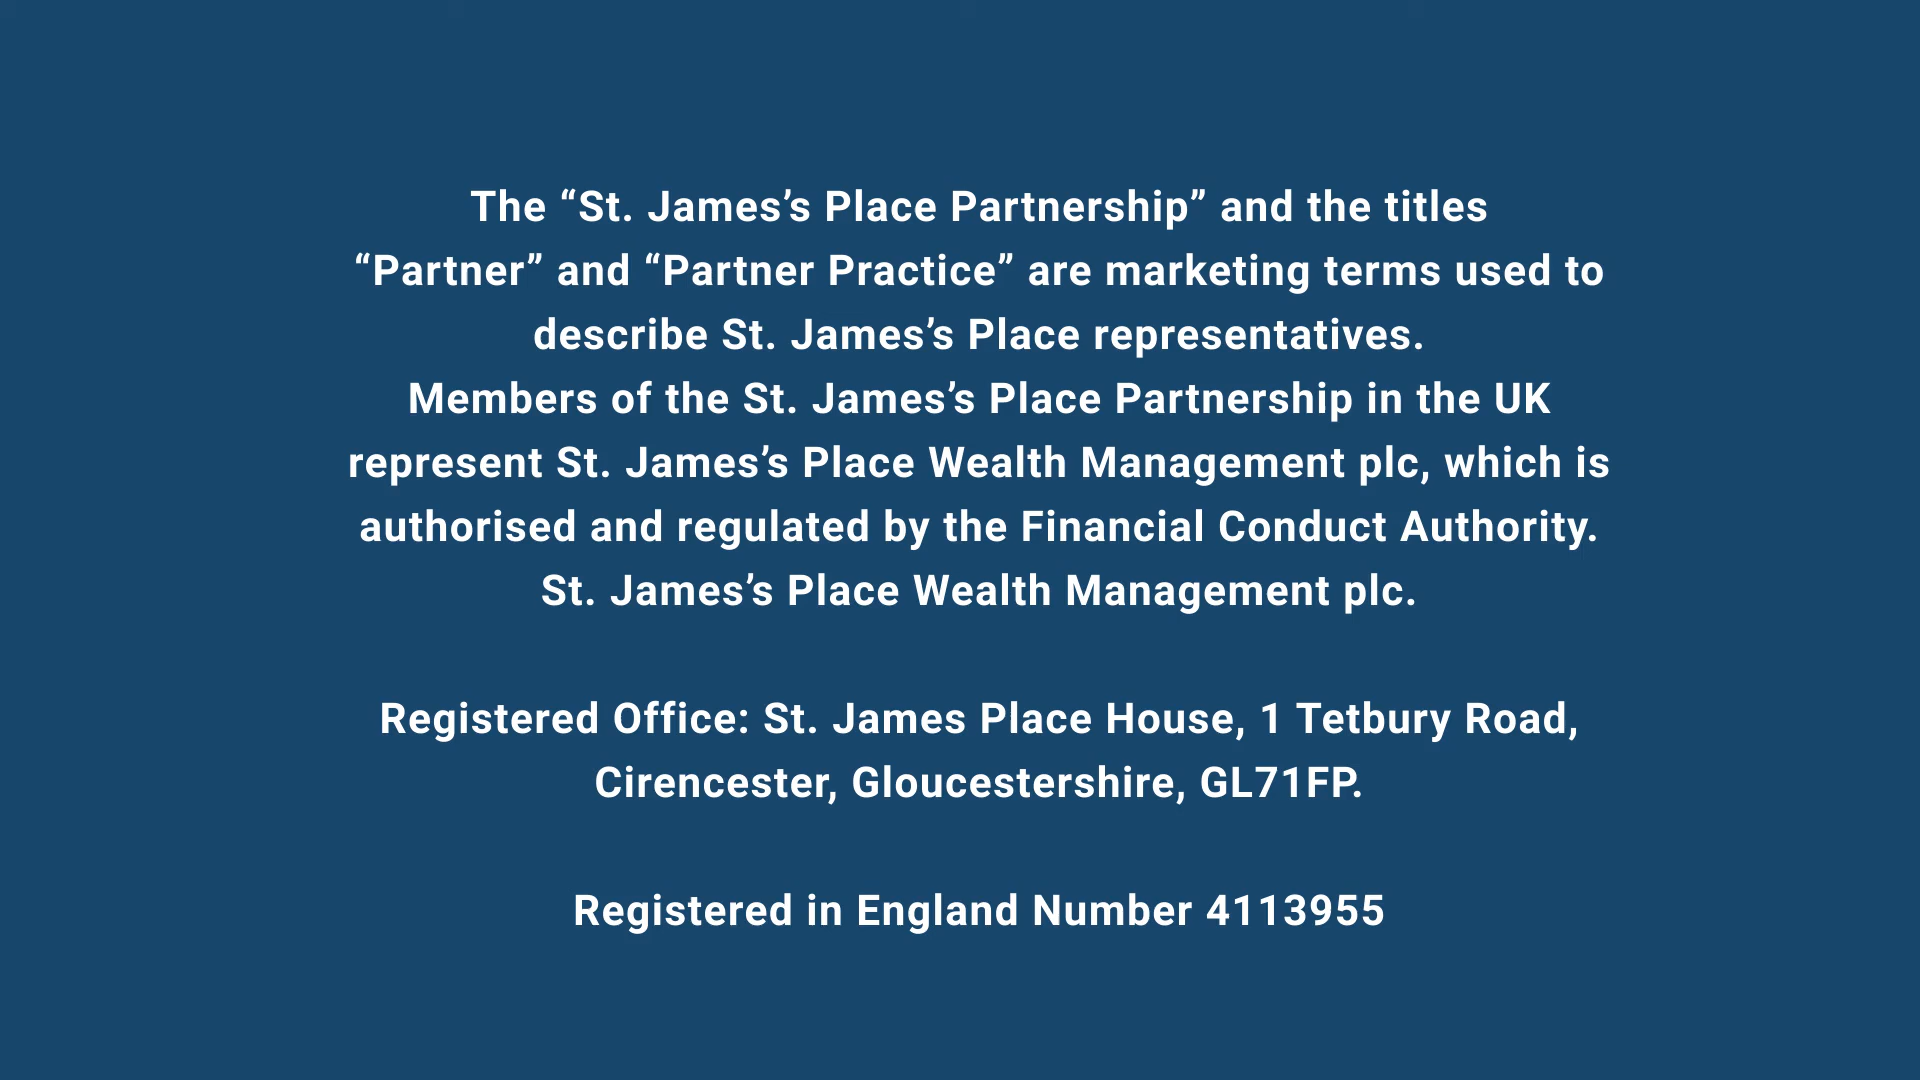 The “St. James’s Place Partnership” and the titles
“Partner” and “Partner Practice” are marketing terms used to
describe St. James’s Place representatives.
Members of the St. James’s Place Partnership in the UK
represent St. James’s Place Wealth Management plc, which is
authorised and regulated by the Financial Conduct Authority.
St. James’s Place Wealth Management plc.
Registered Office: St. James Place House, 1 Tetbury Road,
Cirencester, Gloucestershire, GL71FP.
Registered in England Number 4113955